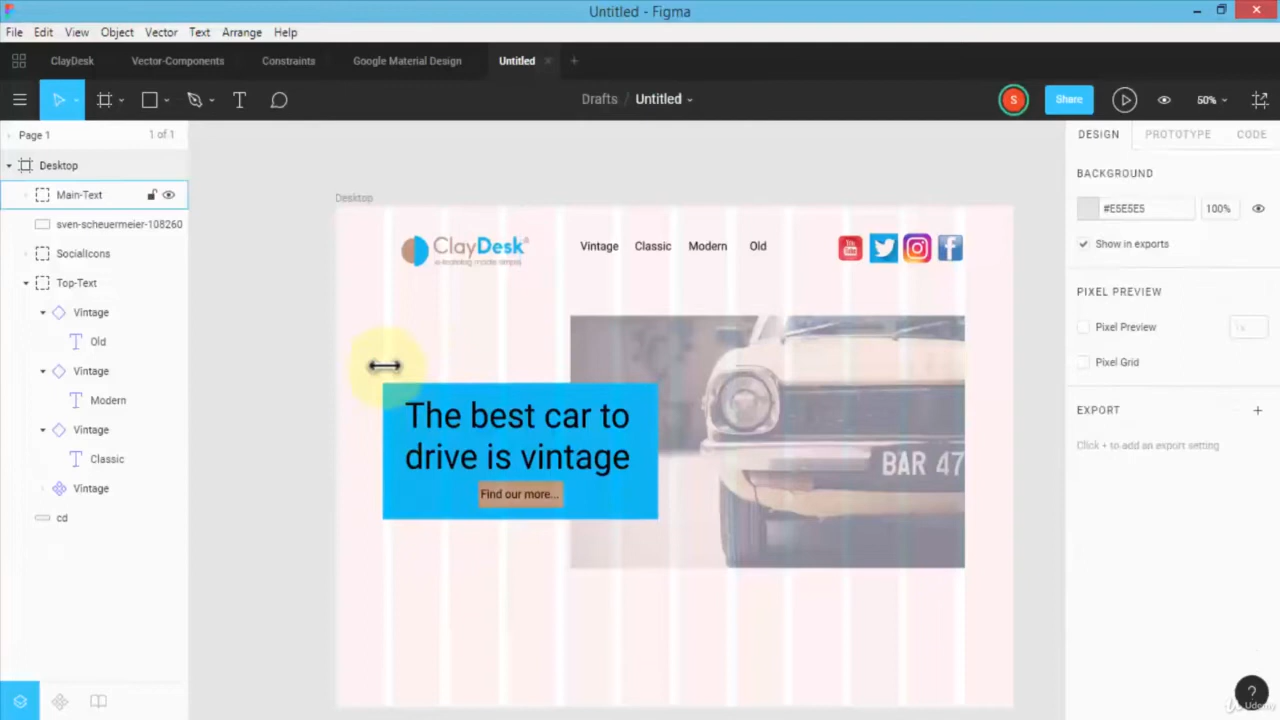 Untitled - Figma
File Edit View Object Vector Text Arrange Help
ClayDesk Vector-Components Constraints Google Material Design Untitled
Drafts / Untitled
S
Share
50%
Page 1 1 of 1
DESIGN PROTOTYPE CODE
Desktop
Main-Text
sven-scheuermeier-108260
SocialIcons
Top-Text
Vintage
Old
Vintage
Modern
Vintage
Classic
Vintage
cd
Desktop
ClayDesk
Vintage Classic Modern Old
You
The best car to
drive is vintage
Find our more...
BAR 47
BACKGROUND
#E5E5E5 100%
Show in exports
PIXEL PREVIEW
Pixel Preview 1x
Pixel Grid
EXPORT
Click + to add an export setting
?
Udemy